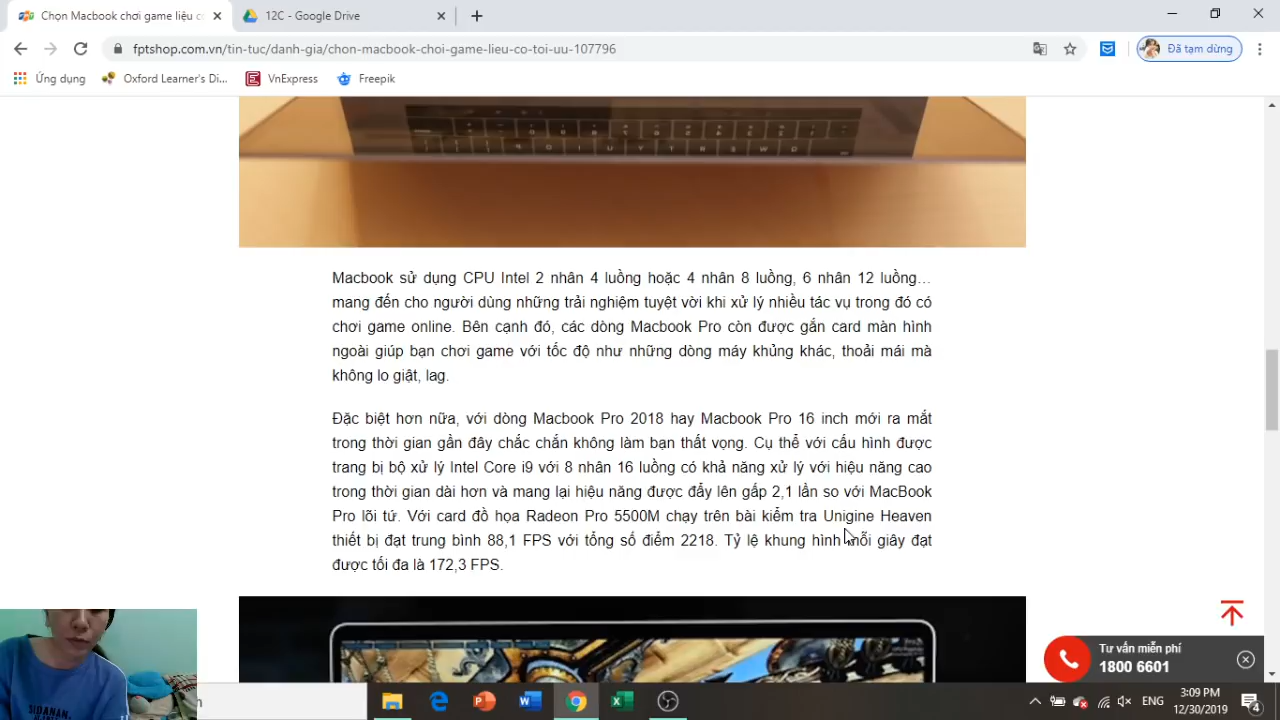 Chọn Macbook chơi game liệu có
12C - Google Drive
fptshop.com.vn/tin-tuc/danh-gia/chon-macbook-choi-game-lieu-co-toi-uu-107796
Đã tạm dừng
Ứng dụng
Oxford Learner's Di...
VnExpress
Freepik
Macbook sử dụng CPU Intel 2 nhân 4 luồng hoặc 4 nhân 8 luồng, 6 nhân 12 luồng…
mang đến cho người dùng những trải nghiệm tuyệt vời khi xử lý nhiều tác vụ trong đó có
chơi game online. Bên cạnh đó, các dòng Macbook Pro còn được gắn card màn hình
ngoài giúp bạn chơi game với tốc độ như những dòng máy khủng khác, thoải mái mà
không lo giật, lag.
Đặc biệt hơn nữa, với dòng Macbook Pro 2018 hay Macbook Pro 16 inch mới ra mắt
trong thời gian gần đây chắc chắn không làm bạn thất vọng. Cụ thể với cấu hình được
trang bị bộ xử lý Intel Core i9 với 8 nhân 16 luồng có khả năng xử lý với hiệu năng cao
trong thời gian dài hơn và mang lại hiệu năng được đẩy lên gấp 2,1 lần so với MacBook
Pro lõi tứ. Với card đồ họa Radeon Pro 5500M chạy trên bài kiểm tra Unigine Heaven
thiết bị đạt trung bình 88,1 FPS với tổng số điểm 2218. Tỷ lệ khung hình mỗi giây đạt
được tối đa là 172,3 FPS.
Tư vấn miễn phí
1800 6601
ENG
3:09 PM
12/30/2019
4